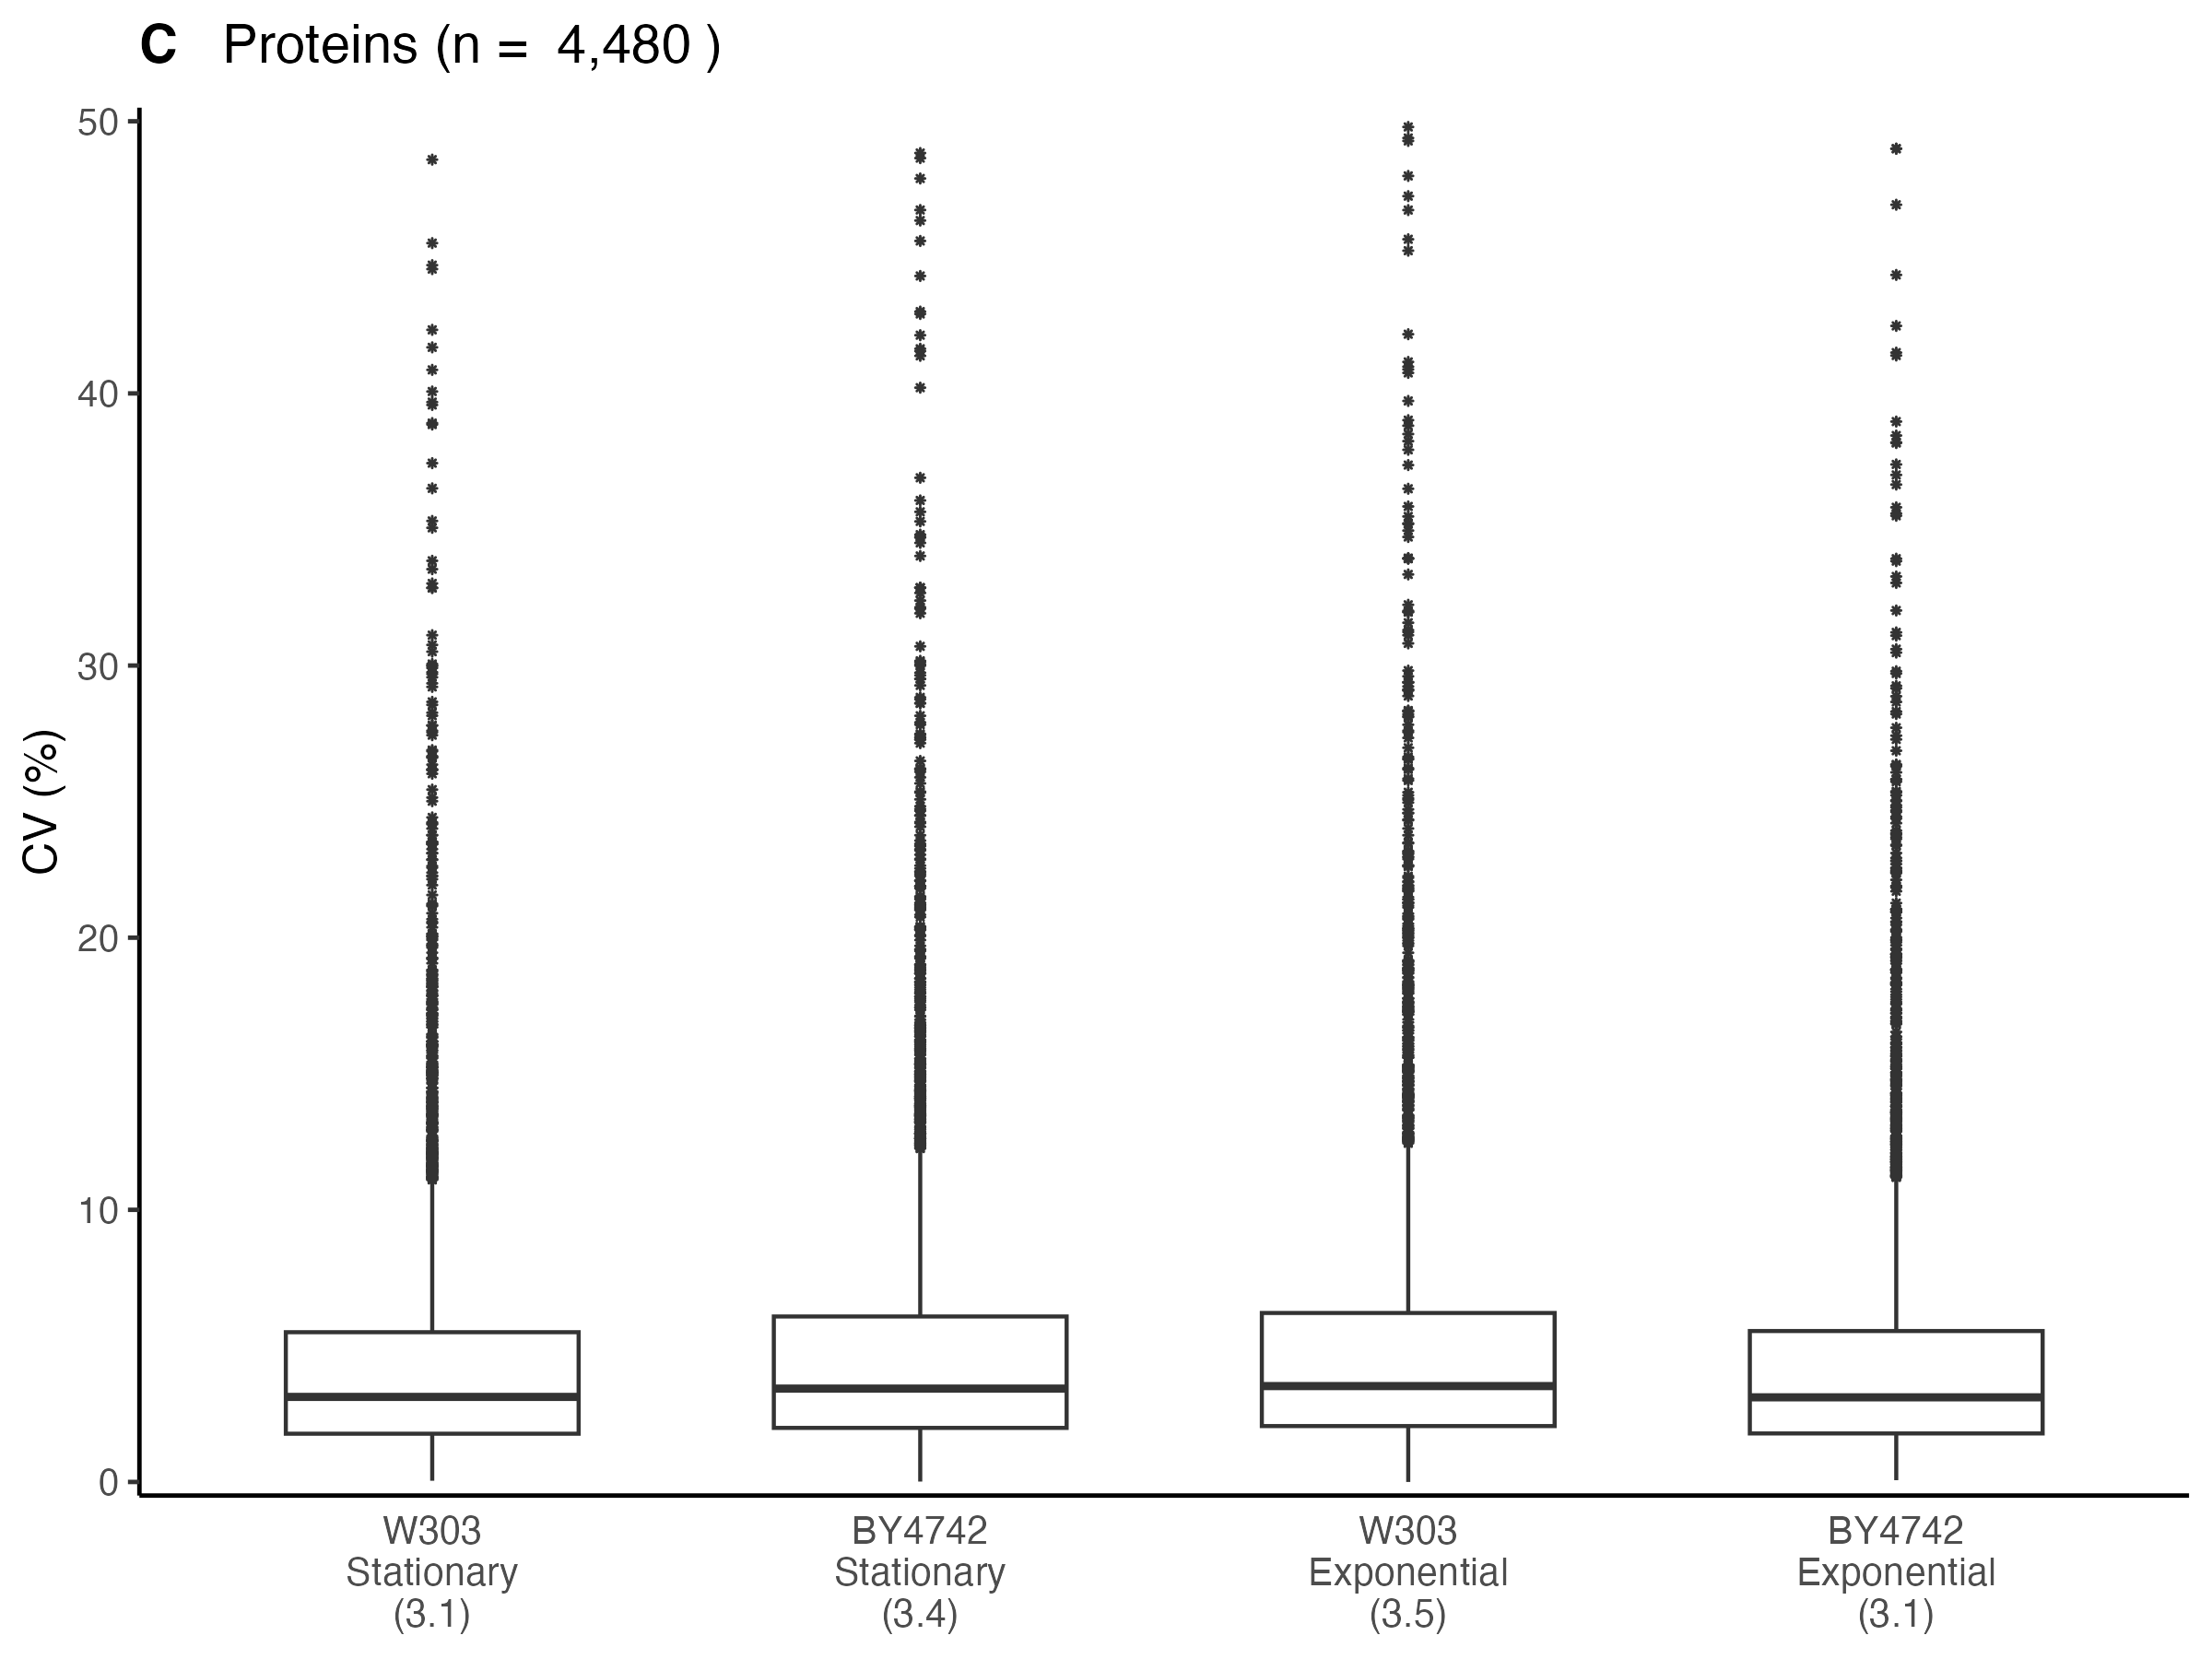 C Proteins (n = 4,480 )
CV (%)
50
40
30
20
10
0
W303
Stationary
(3.1)
BY4742
Stationary
(3.4)
W303
Exponential
(3.5)
BY4742
Exponential
(3.1)